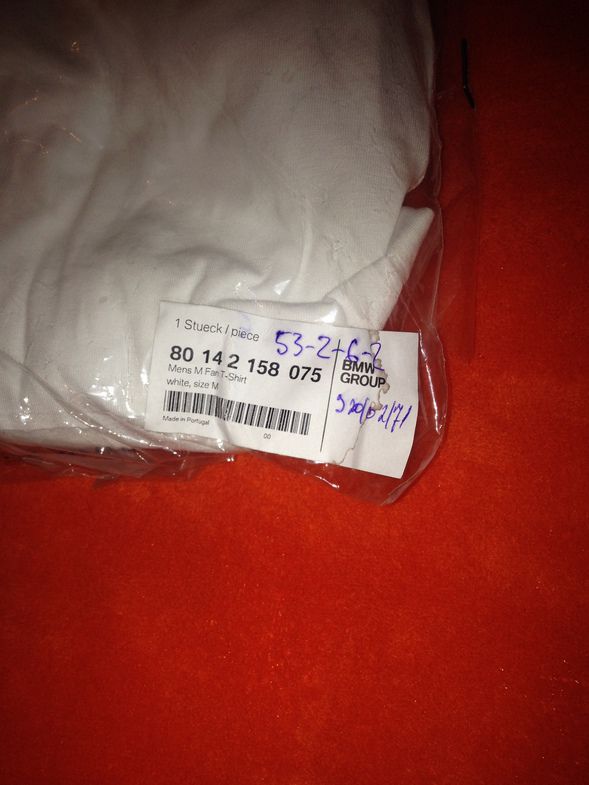 1 Stueck / piece
53-2+6-2
80 14 2 158 075
Mens M Fan T-Shirt
white, size M
Made in Portugal
00
BMW
GROUP